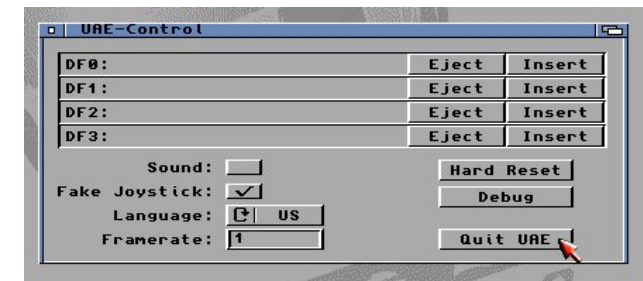 UAE-Control
DF0: Eject Insert
DF1: Eject Insert
DF2: Eject Insert
DF3: Eject Insert
Sound: Hard Reset
Fake Joystick: Debug
Language: US
Framerate: 1 Quit UAE